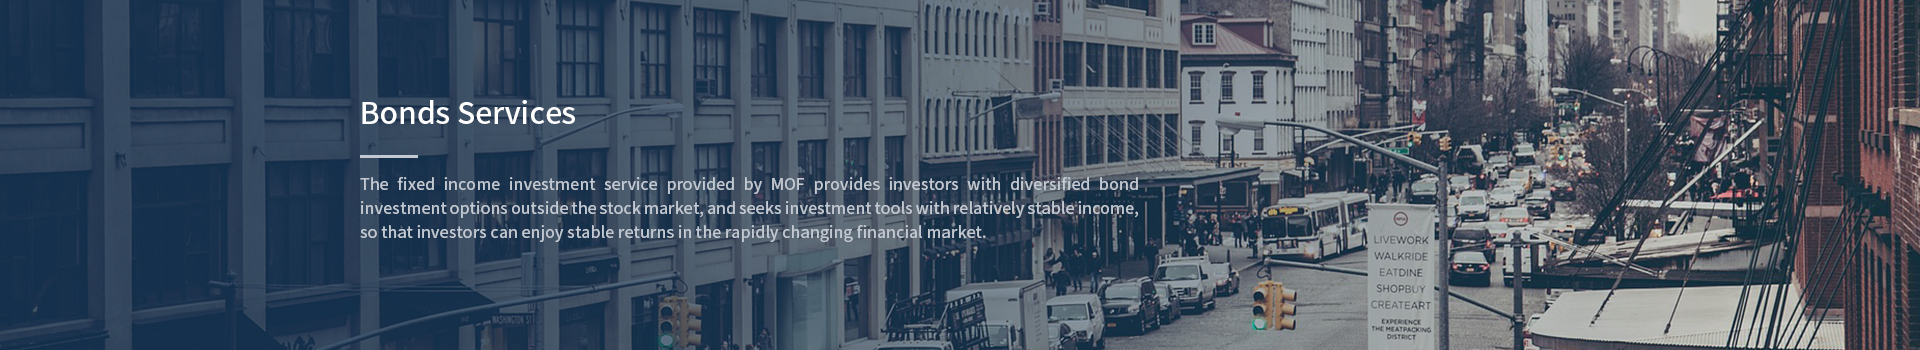 Bonds Services
The fixed income investment service provided by MOF provides investors with diversified bond
investment options outside the stock market, and seeks investment tools with relatively stable income,
so that investors can enjoy stable returns in the rapidly changing financial market.
WASHINGTON ST
LIVEWORK
WALKRIDE
EATDINE
SHOPBUY
CREATEART
EXPERIENCE
THE MEATPACKING
DISTRICT